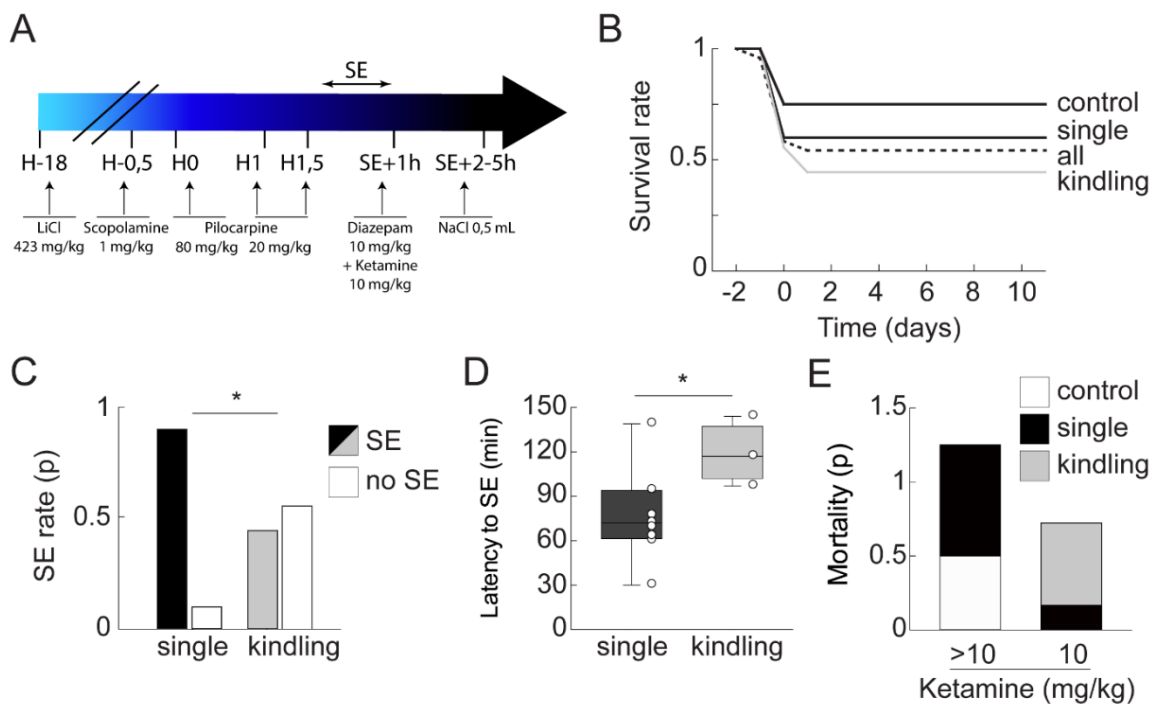 A
SE
H-18
H-0,5
H0
H1
H1,5
SE+1h
SE+2-5h
LiCl
423 mg/kg
Scopolamine
1 mg/kg
Pilocarpine
80 mg/kg
20 mg/kg
Diazepam
10 mg/kg
+ Ketamine
10 mg/kg
NaCl 0,5 mL
B
Survival rate
1
0.5
0
control
single
all
kindling
-2 0 2 4 6 8 10
Time (days)
C
SE rate (p)
1
0.5
0
*
SE
no SE
single kindling
D
Latency to SE (min)
150
120
90
60
30
0
*
single kindling
E
Mortality (p)
1.5
1
0.5
0
control
single
kindling
>10 10
Ketamine (mg/kg)